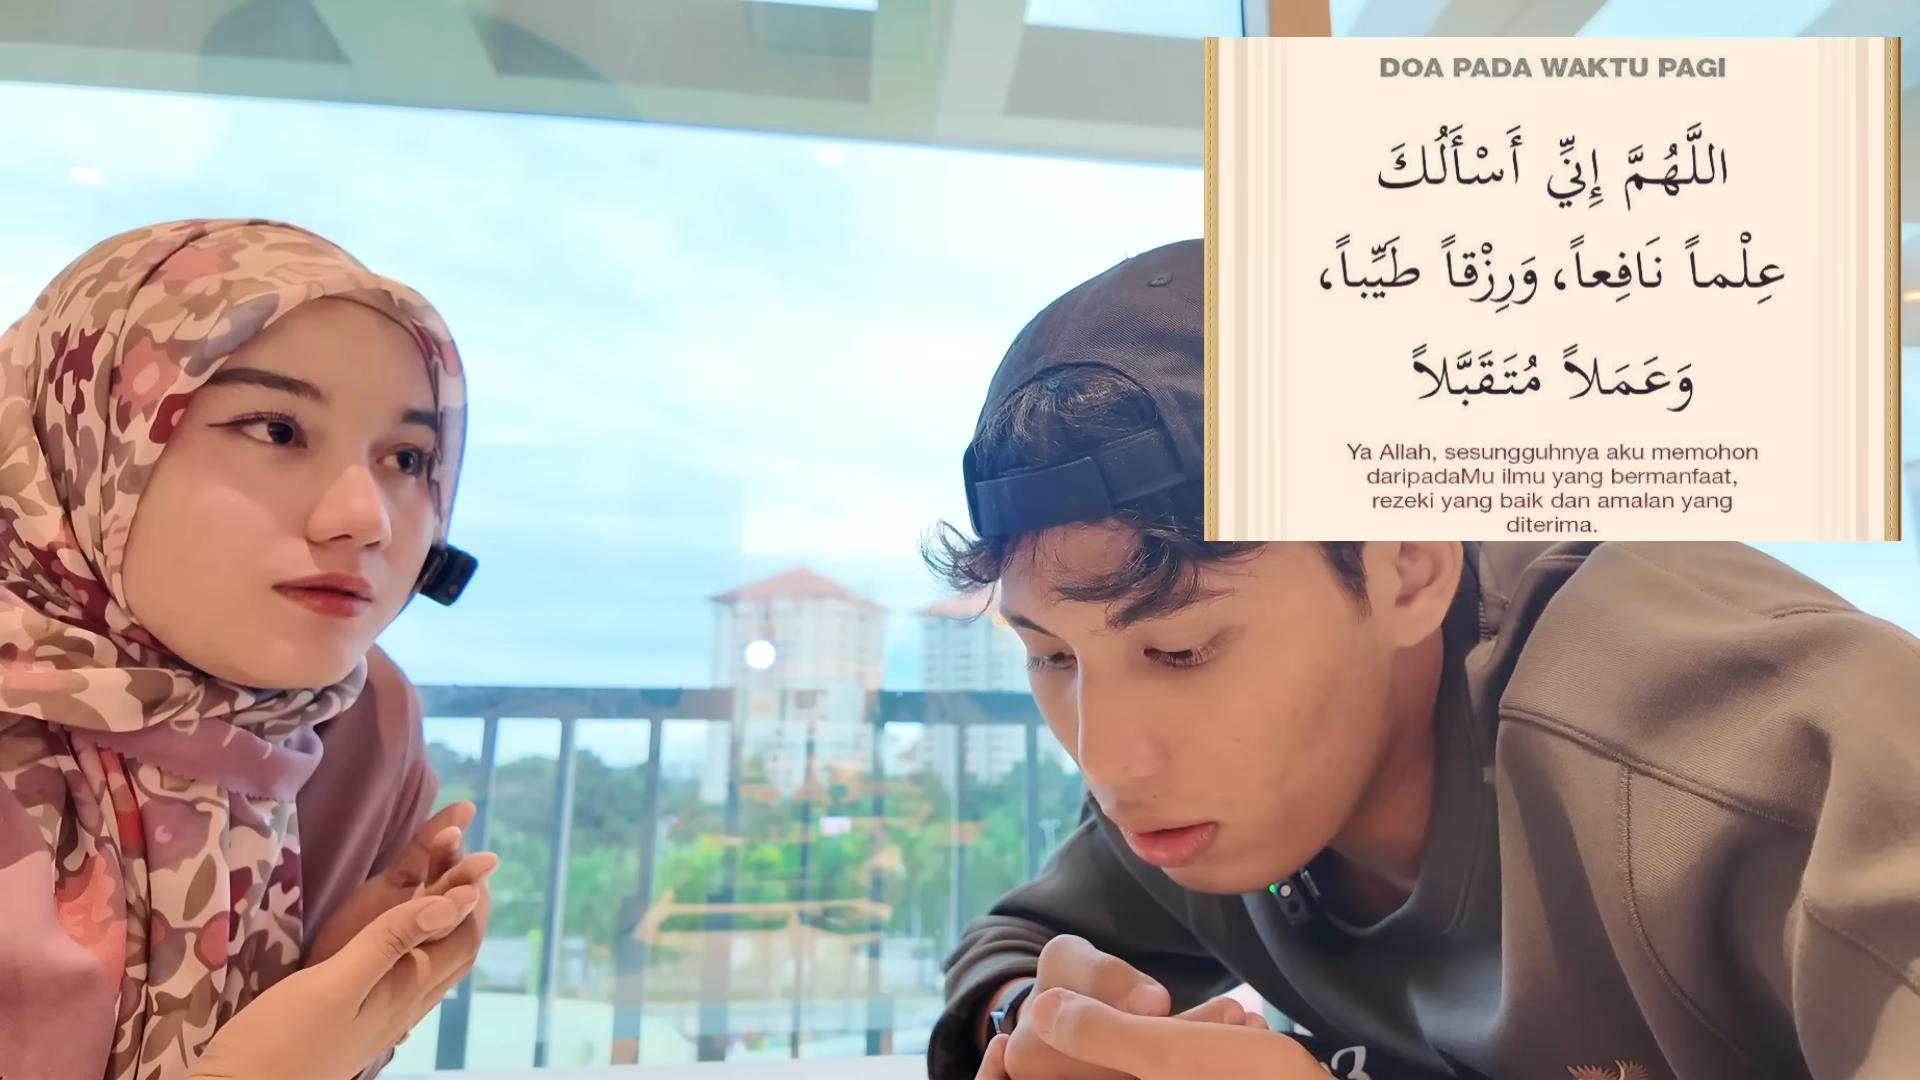 DOA PADA WAKTU PAGI
اللَّهُمَّ إِنِّي أَسْأَلُكَ
عِلْماً نَافِعاً، وَرِزْقاً طَيِّباً،
وَعَمَلاً مُتَقَبَّلاً
Ya Allah, sesungguhnya aku memohon
daripadaMu ilmu yang bermanfaat,
rezeki yang baik dan amalan yang
diterima.